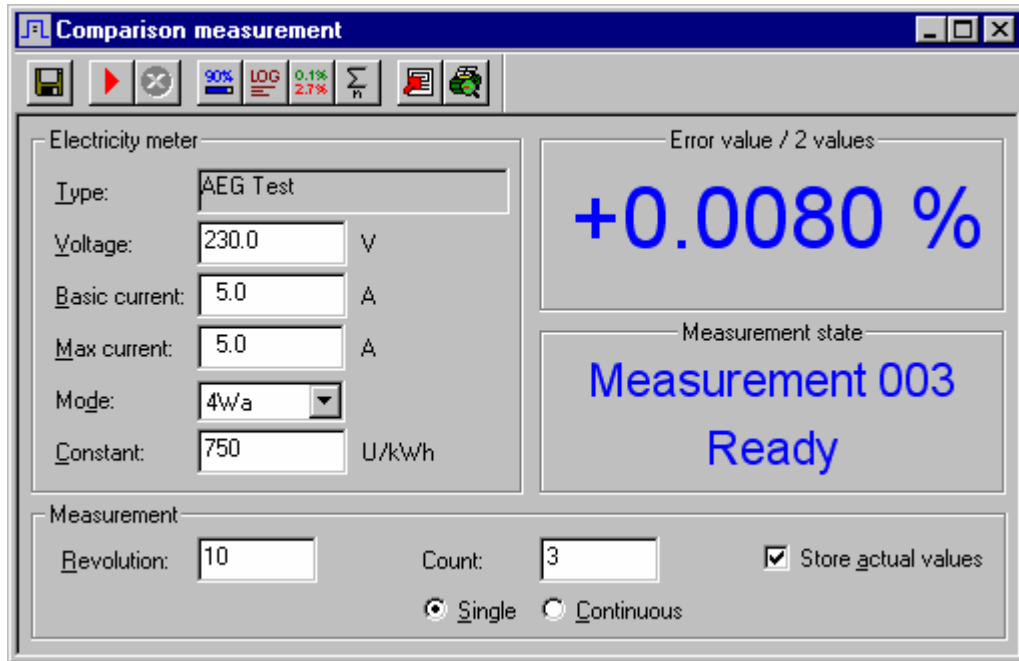 Comparison measurement
90% LOG 0.1% 2.7% Σ n
Electricity meter
Type: AEG Test
Voltage: 230.0 V
Basic current: 5.0 A
Max current: 5.0 A
Mode: 4Wa
Constant: 750 U/kWh
Error value / 2 values
+0.0080 %
Measurement state
Measurement 003
Ready
Measurement
Revolution: 10 Count: 3 Store actual values
Single Continuous